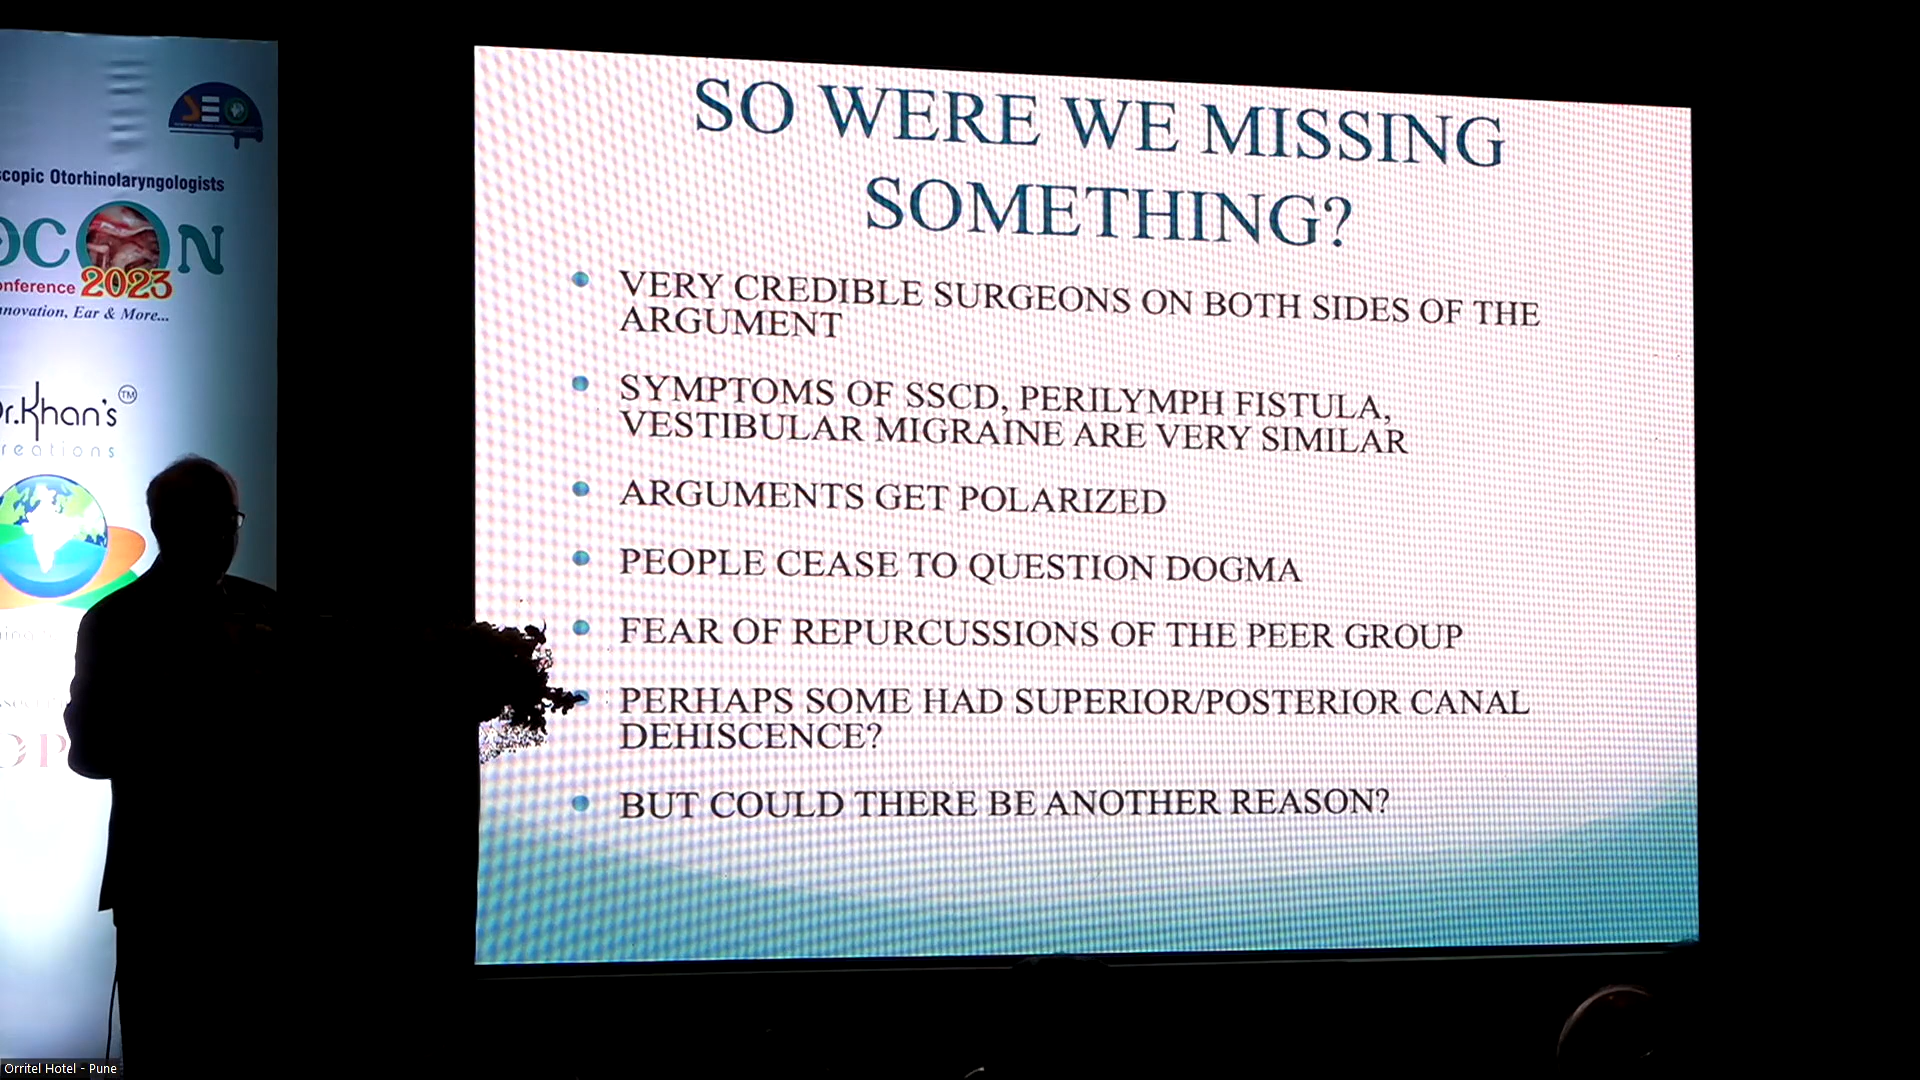 SO WERE WE MISSING
SOMETHING?
VERY CREDIBLE SURGEONS ON BOTH SIDES OF THE
ARGUMENT
SYMPTOMS OF SSCD, PERILYMPH FISTULA,
VESTIBULAR MIGRAINE ARE VERY SIMILAR
ARGUMENTS GET POLARIZED
PEOPLE CEASE TO QUESTION DOGMA
FEAR OF REPURCUSSIONS OF THE PEER GROUP
PERHAPS SOME HAD SUPERIOR/POSTERIOR CANAL
DEHISCENCE?
BUT COULD THERE BE ANOTHER REASON?
SEO
scopic Otorhinolaryngologists
OCON
onference 2023
nnovation, Ear & More...
r.Khan's TM
reations
Orritel Hotel - Pune